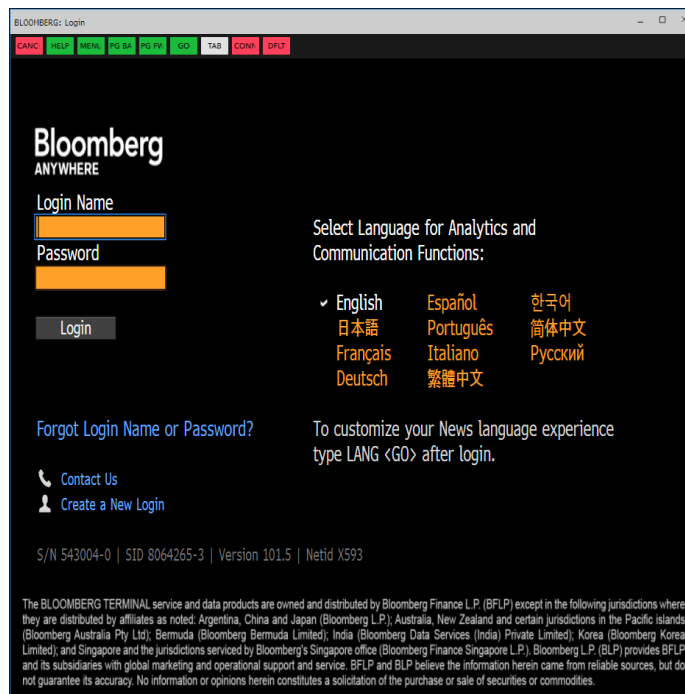 BLOOMBERG: Login
CANC HELP MENU PG BA PG FW GO TAB CONN DFLT
Bloomberg
ANYWHERE
Login Name
Password
Login
Select Language for Analytics and
Communication Functions:
English Español 한국어
日本語 Português 简体中文
Français Italiano Русский
Deutsch 繁體中文
Forgot Login Name or Password?
To customize your News language experience
type LANG <GO> after login.
Contact Us
Create a New Login
S/N 543004-0 | SID 8064265-3 | Version 101.5 | Netid X593
The BLOOMBERG TERMINAL service and data products are owned and distributed by Bloomberg Finance L.P. (BFLP) except in the following jurisdictions where
they are distributed by affiliates as noted: Argentina, China and Japan (Bloomberg L.P.); Australia, New Zealand and certain jurisdictions in the Pacific islands
(Bloomberg Australia Pty Ltd); Bermuda (Bloomberg Bermuda Limited); India (Bloomberg Data Services (India) Private Limited); Korea (Bloomberg Korea
Limited); and Singapore and the jurisdictions serviced by Bloomberg's Singapore office (Bloomberg Finance Singapore L.P.). Bloomberg L.P. (BLP) provides BFLP
and its subsidiaries with global marketing and operational support and service. BFLP and BLP believe the information herein came from reliable sources, but do
not guarantee its accuracy. No information or opinions herein constitutes a solicitation of the purchase or sale of securities or commodities.